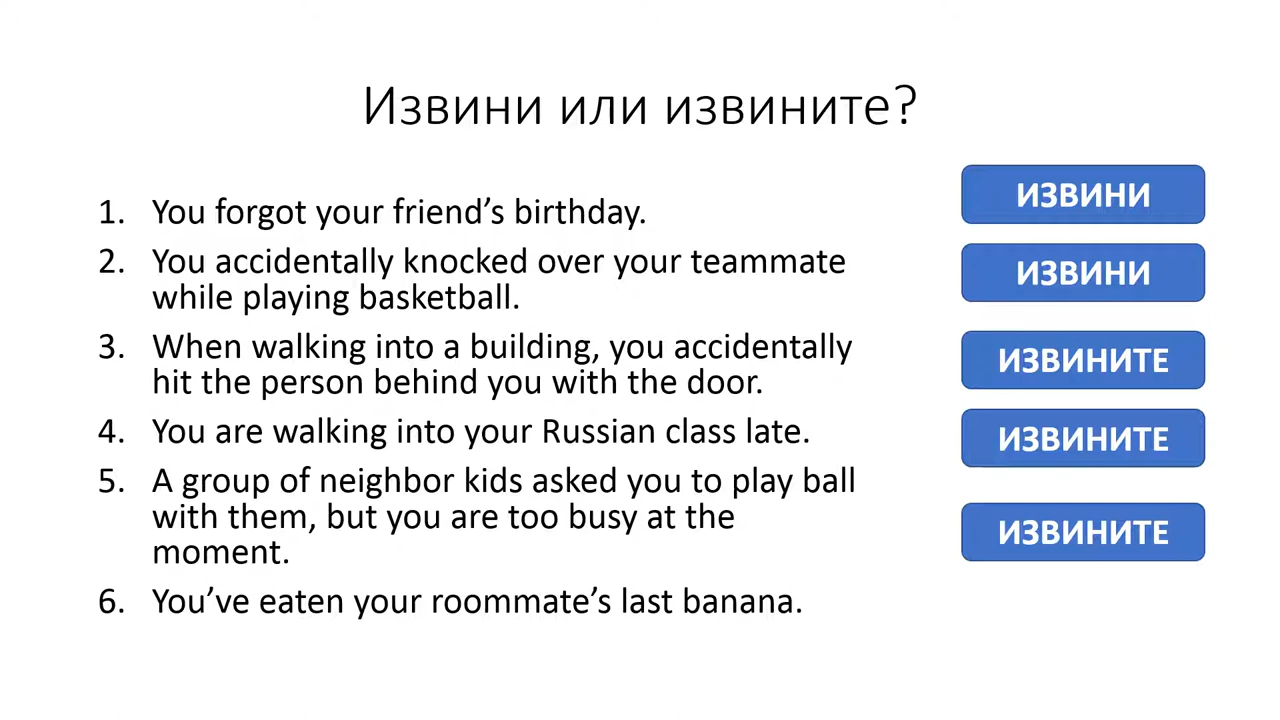 Извини или извините?
1. You forgot your friend’s birthday.
ИЗВИНИ
2. You accidentally knocked over your teammate
while playing basketball.
ИЗВИНИ
3. When walking into a building, you accidentally
hit the person behind you with the door.
ИЗВИНИТЕ
4. You are walking into your Russian class late.
ИЗВИНИТЕ
5. A group of neighbor kids asked you to play ball
with them, but you are too busy at the
moment.
ИЗВИНИТЕ
6. You’ve eaten your roommate’s last banana.